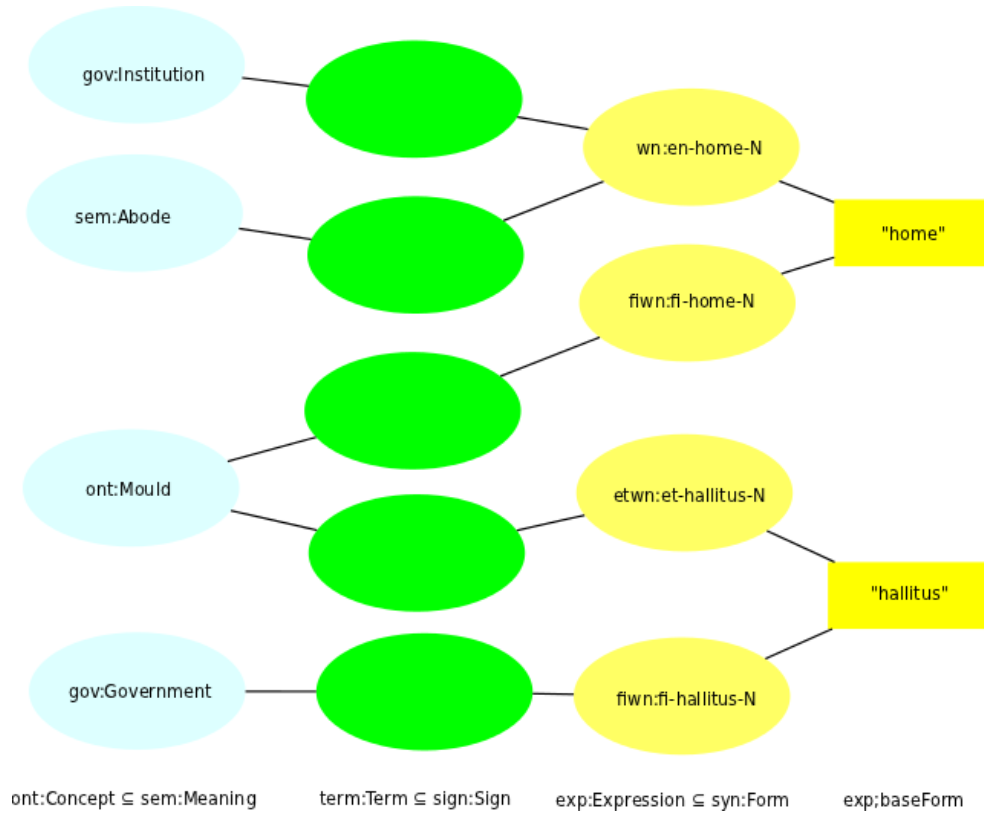 gov:Institution
wn:en-home-N
sem:Abode
"home"
fiwn:fi-home-N
ont:Mould
etwn:et-hallitus-N
"hallitus"
gov:Government
fiwn:fi-hallitus-N
ont:Concept ⊆ sem:Meaning
term:Term ⊆ sign:Sign
exp:Expression ⊆ syn:Form
exp;baseForm